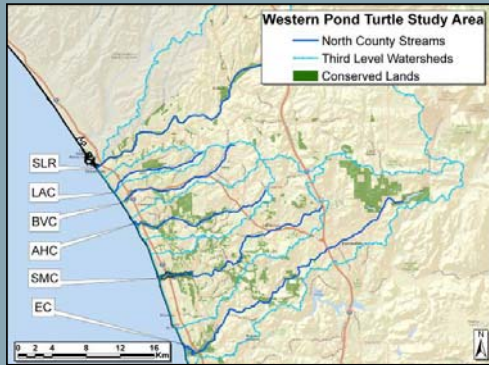 Western Pond Turtle Study Area
North County Streams
Third Level Watersheds
Conserved Lands
SLR
LAC
BVC
AHC
SMC
EC
0 2 4 8 12 16
Km
N